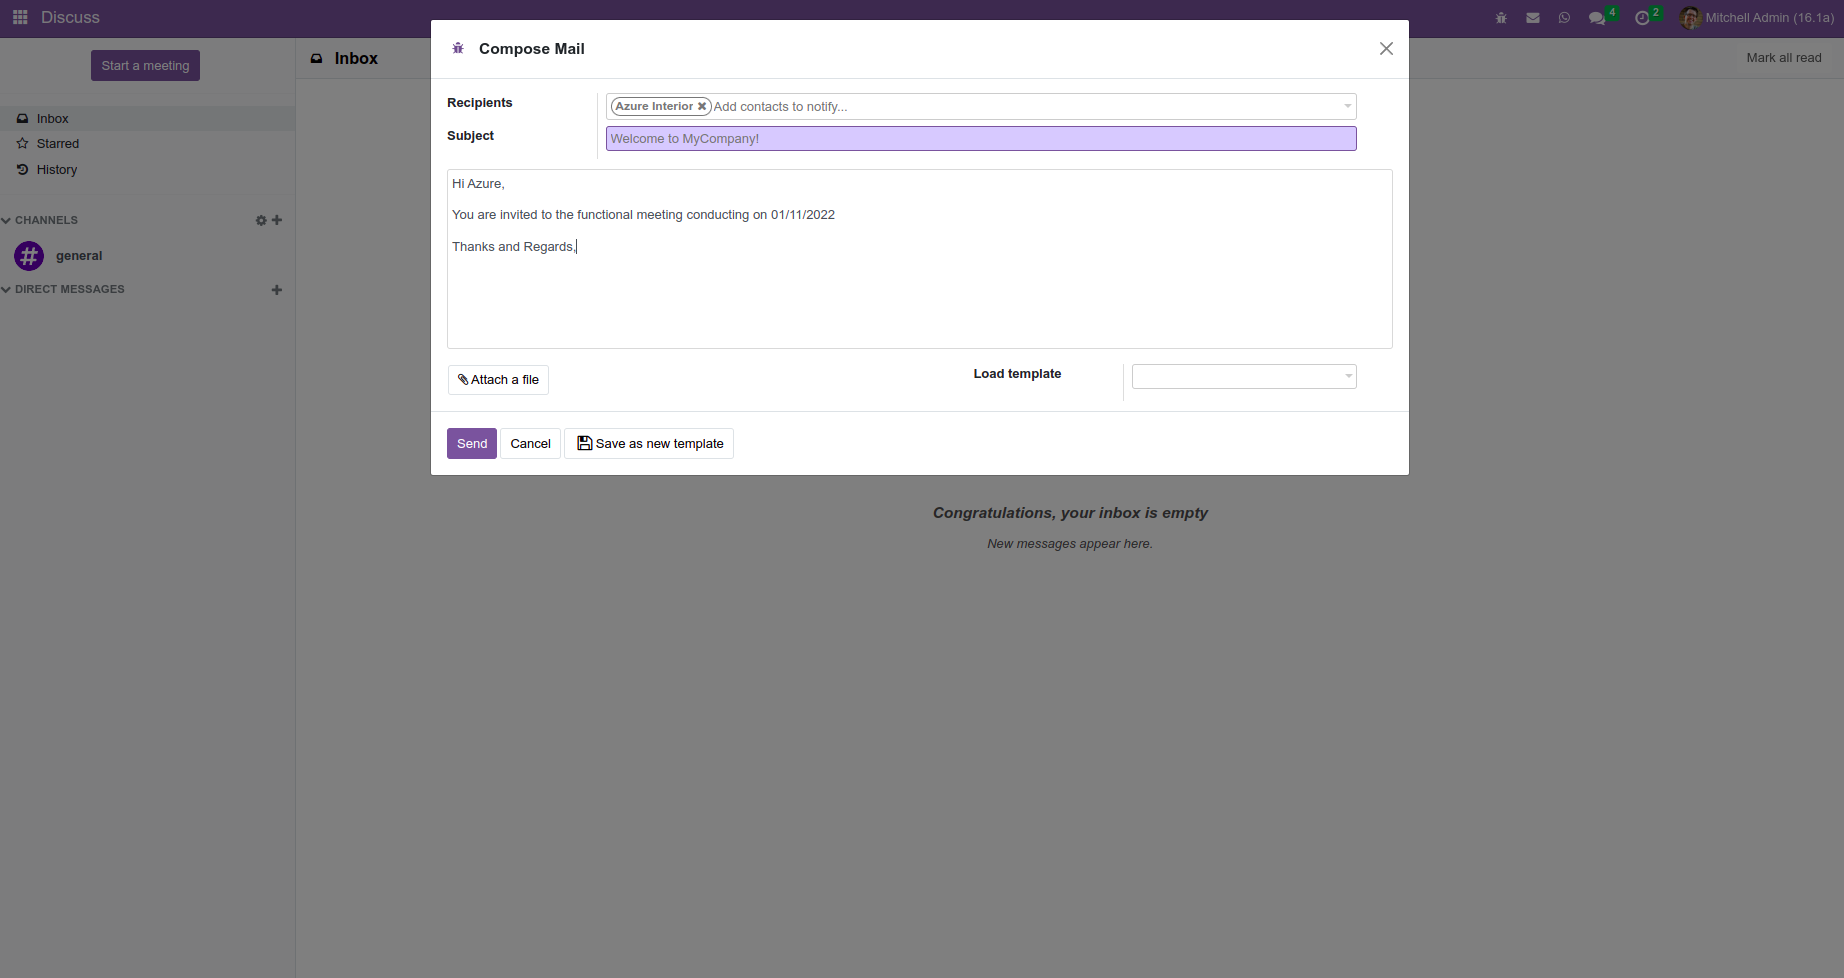 Discuss
4
2
Mitchell Admin (16.1a)
Start a meeting
Inbox
Mark all read
Inbox
Starred
History
CHANNELS
general
DIRECT MESSAGES
Compose Mail
Recipients
Azure Interior Add contacts to notify...
Subject
Welcome to MyCompany!
Hi Azure,
You are invited to the functional meeting conducting on 01/11/2022
Thanks and Regards,
Attach a file
Load template
Send
Cancel
Save as new template
Congratulations, your inbox is empty
New messages appear here.